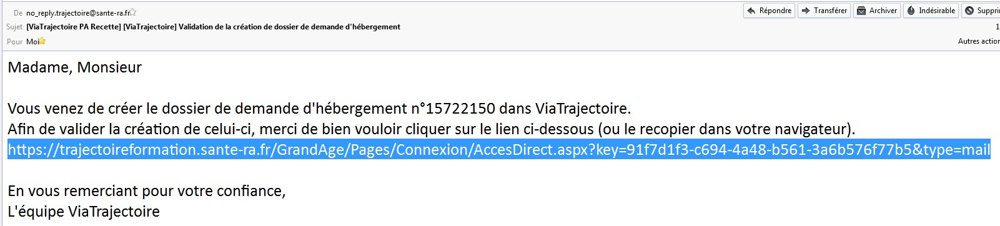 De no_reply.trajectoire@sante-ra.fr
Répondre Transférer Archiver Indésirable Suppri
Sujet [ViaTrajectoire PA Recette] [ViaTrajectoire] Validation de la création de dossier de demande d'hébergement 1
Pour Moi Autres action
Madame, Monsieur
Vous venez de créer le dossier de demande d'hébergement n°15722150 dans ViaTrajectoire.
Afin de valider la création de celui-ci, merci de bien vouloir cliquer sur le lien ci-dessous (ou le recopier dans votre navigateur).
https://trajectoireformation.sante-ra.fr/GrandAge/Pages/Connexion/AccesDirect.aspx?key=91f7d1f3-c694-4a48-b561-3a6b576f77b5&type=mail
En vous remerciant pour votre confiance,
L'équipe ViaTrajectoire